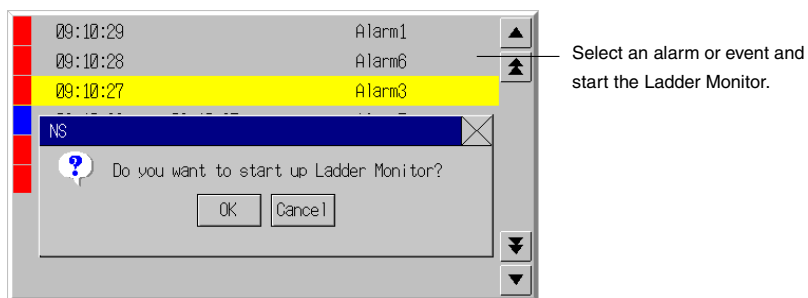 09:10:29 Alarm1
09:10:28 Alarm6
09:10:27 Alarm3
NS
Do you want to start up Ladder Monitor?
OK Cancel
Select an alarm or event and
start the Ladder Monitor.